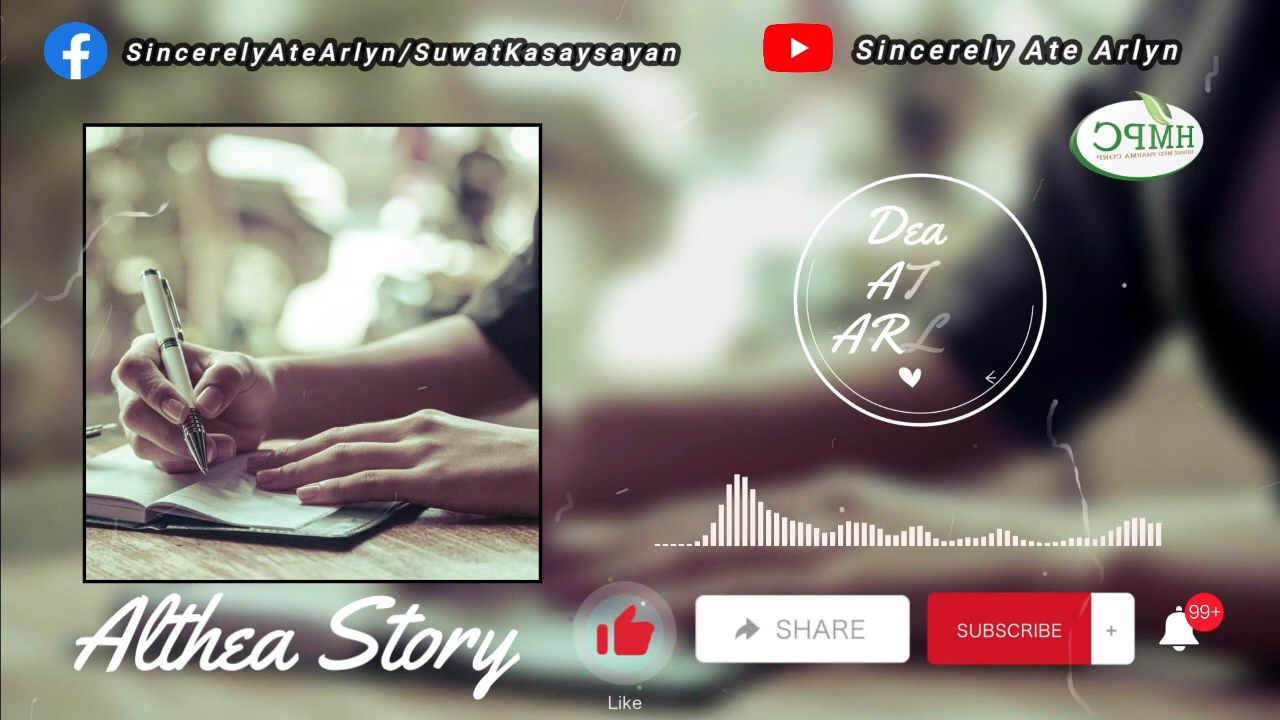 SincerelyAteArlyn/SuwatKasaysayan
Sincerely Ate Arlyn
HMPC
Dea
AT
ARL
Althea Story
Like
SHARE
SUBSCRIBE
+
99+